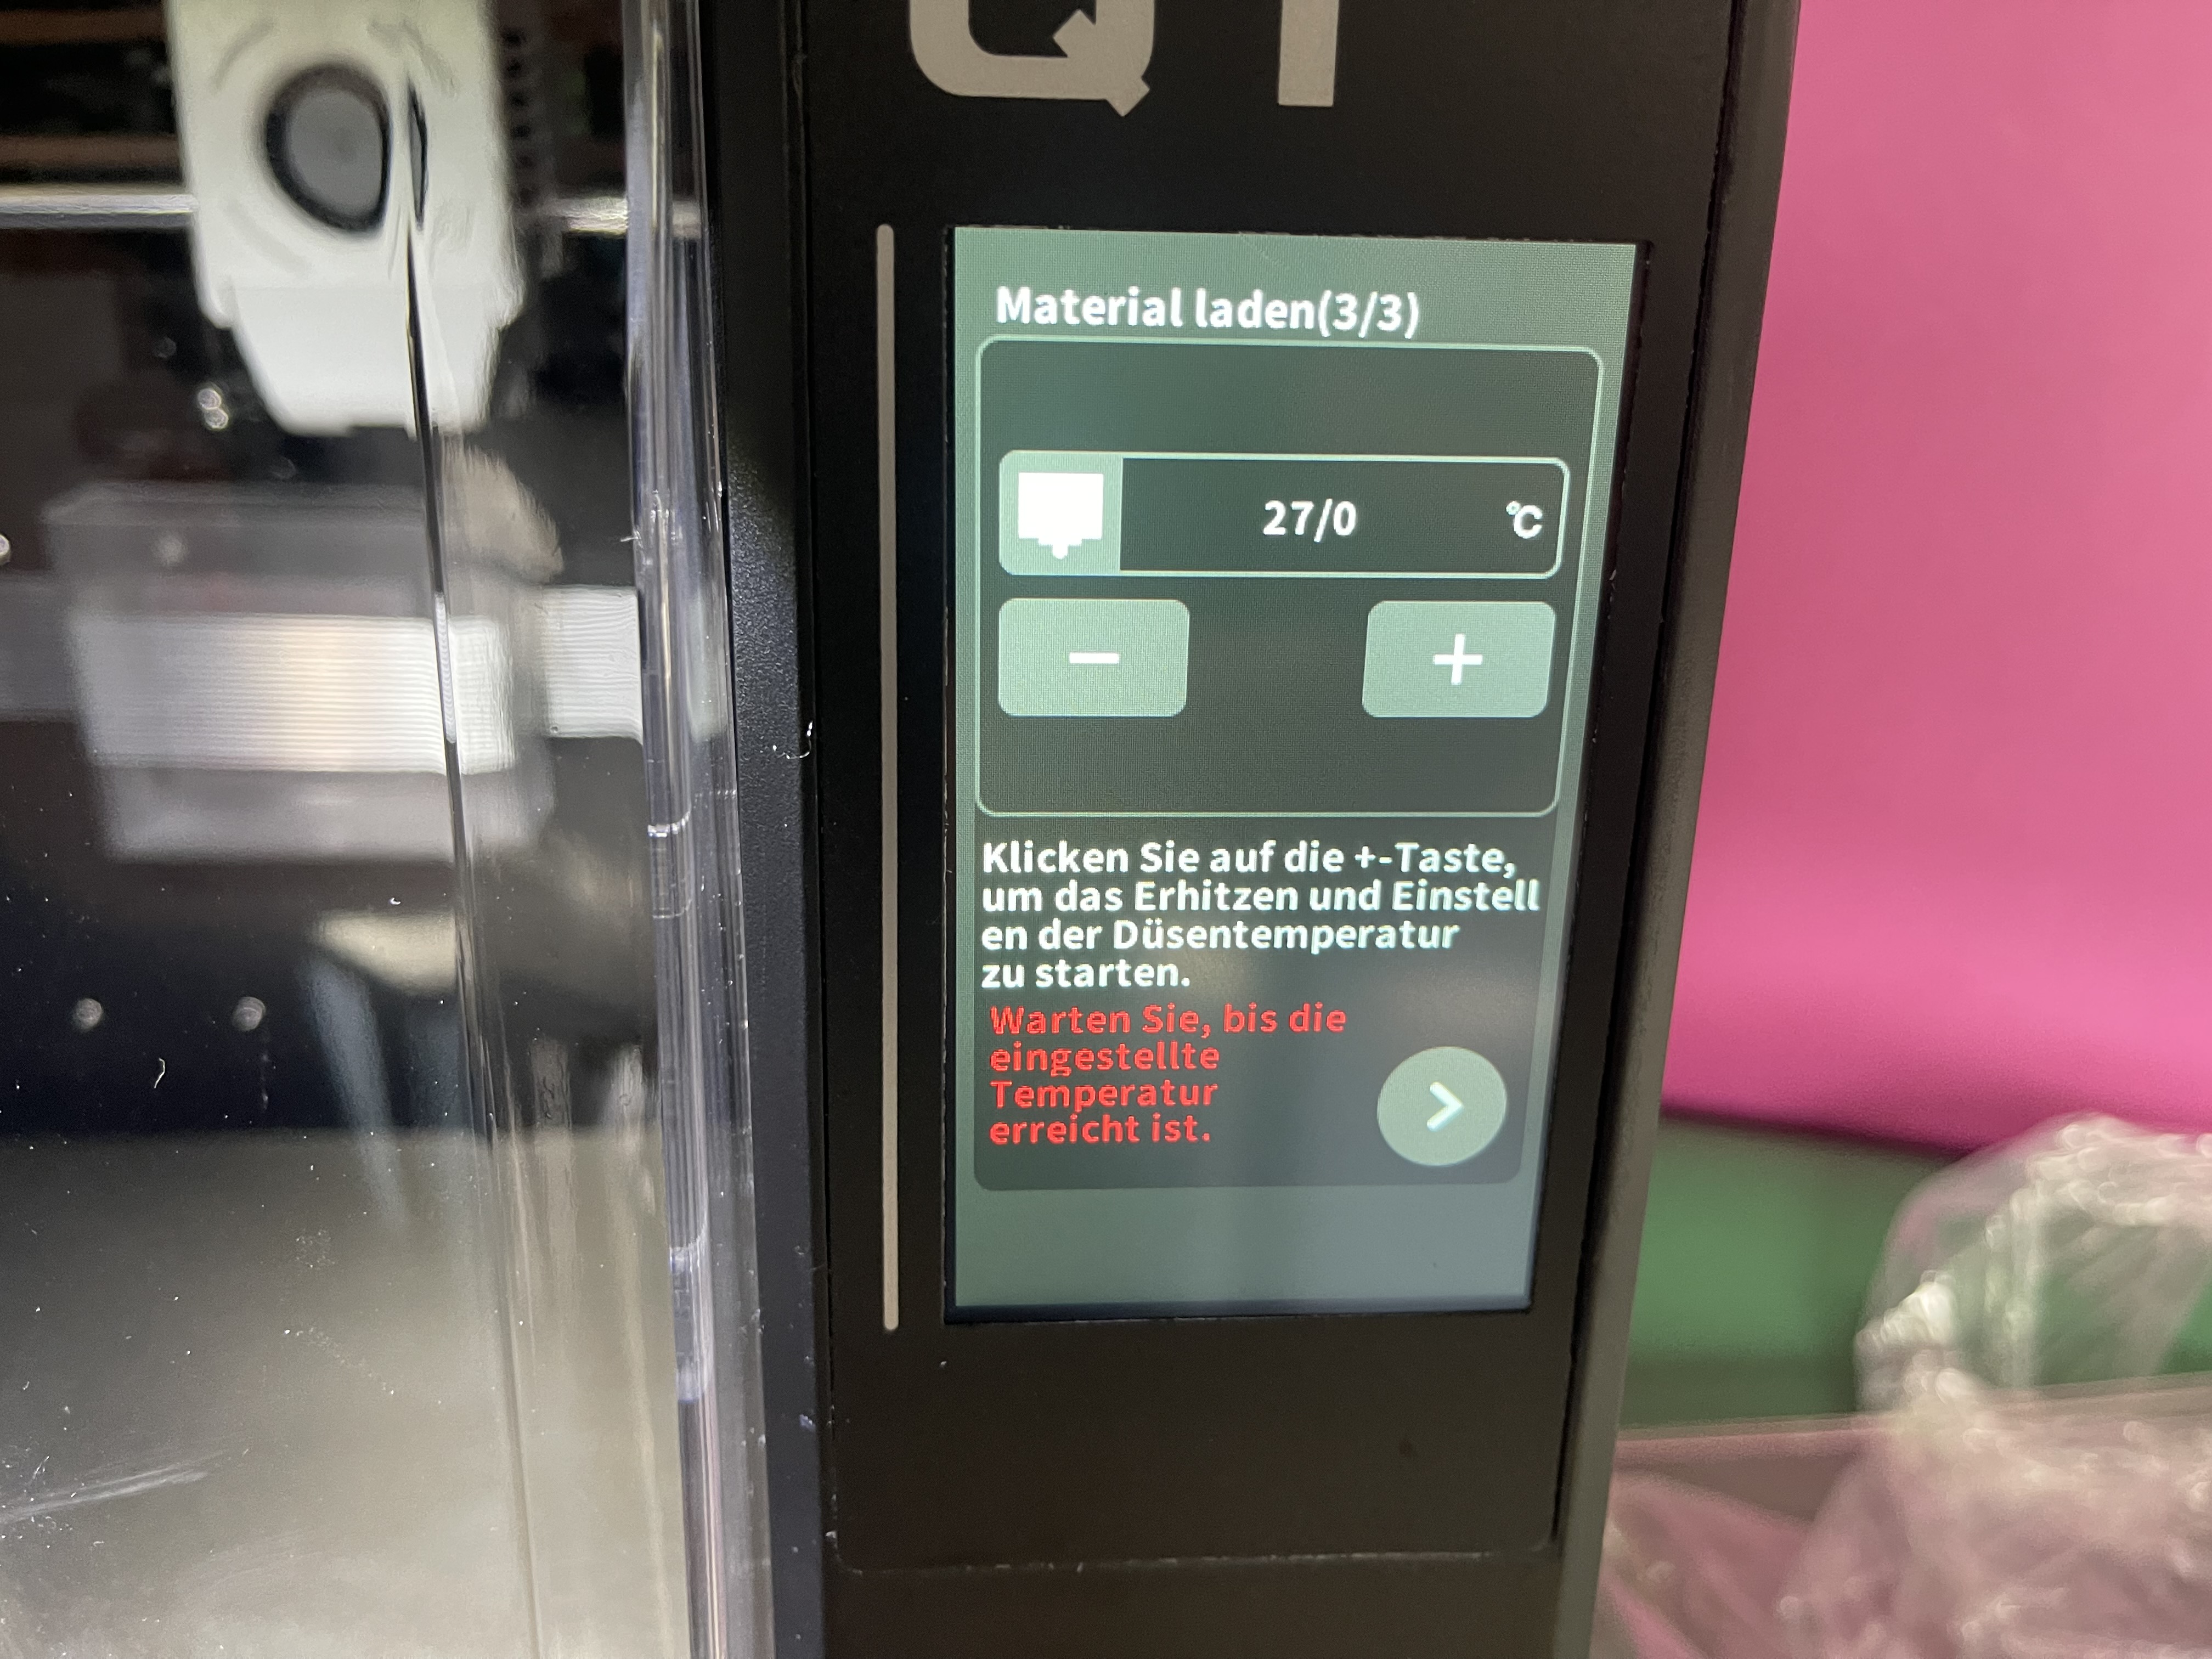 Q1
Material laden(3/3)
27/0 °C
− +
Klicken Sie auf die +-Taste,
um das Erhitzen und Einstell
en der Düsentemperatur
zu starten.
Warten Sie, bis die
eingestellte
Temperatur
erreicht ist.